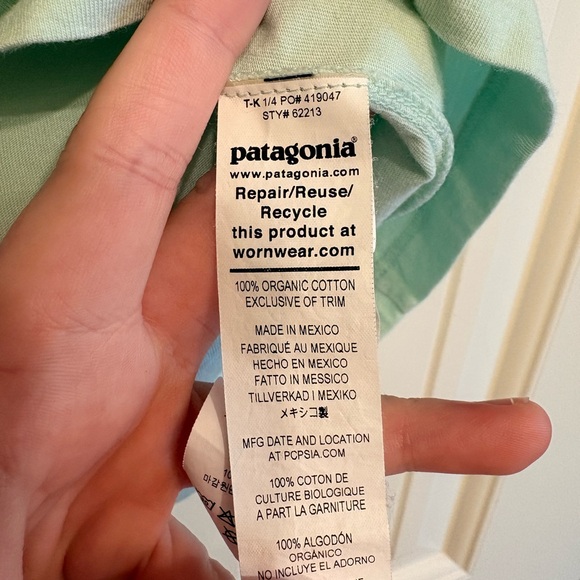 T-K 1/4 PO# 419047
STY# 62213
patagonia®
www.patagonia.com
Repair/Reuse/
Recycle
this product at
wornwear.com
100% ORGANIC COTTON
EXCLUSIVE OF TRIM
MADE IN MEXICO
FABRIQUÉ AU MEXIQUE
HECHO EN MEXICO
FATTO IN MESSICO
TILLVERKAD I MEXIKO
メキシコ製
MFG DATE AND LOCATION
AT PCPSIA.COM
100% COTON DE
CULTURE BIOLOGIQUE
A PART LA GARNITURE
100% ALGODÓN
ORGÁNICO
NO INCLUYE EL ADORNO